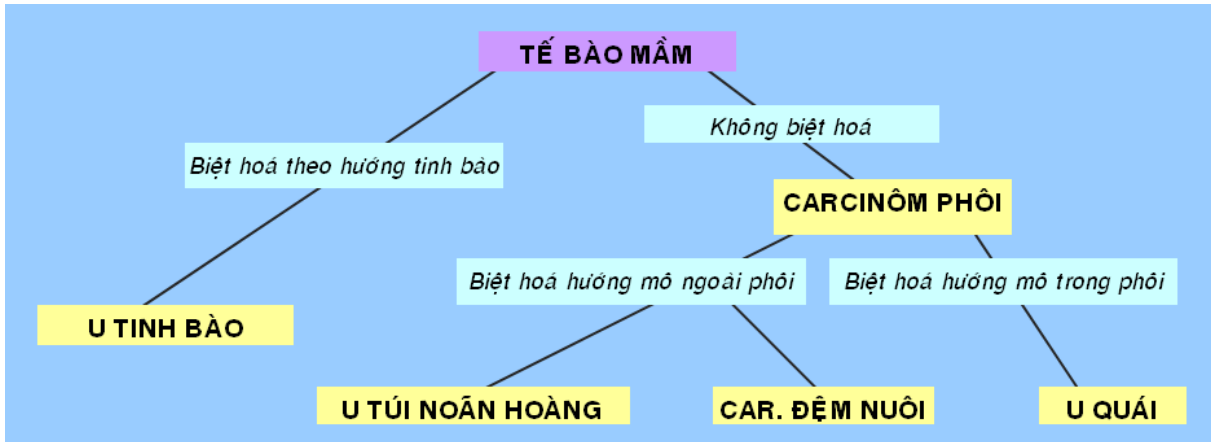 TẾ BÀO MẦM
Không biệt hoá
Biệt hoá theo hướng tinh bào
CARCINÔM PHÔI
Biệt hoá hướng mô ngoài phôi
Biệt hoá hướng mô trong phôi
U TINH BÀO
U TÚI NOÃN HOÀNG
CAR. ĐỆM NUÔI
U QUÁI